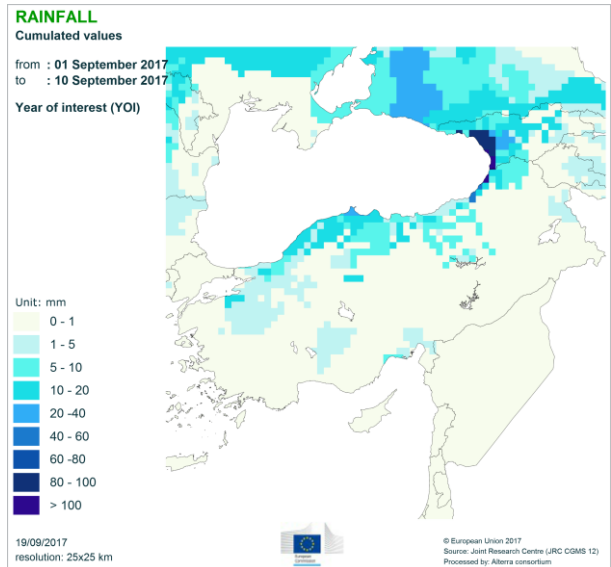 RAINFALL
Cumulated values
from : 01 September 2017
to : 10 September 2017
Year of interest (YOI)
Unit: mm
0 - 1
1 - 5
5 - 10
10 - 20
20 -40
40 - 60
60 -80
80 - 100
> 100
19/09/2017
resolution: 25x25 km
European
Commission
© European Union 2017
Source: Joint Research Centre (JRC CGMS 12)
Processed by: Alterra consortium